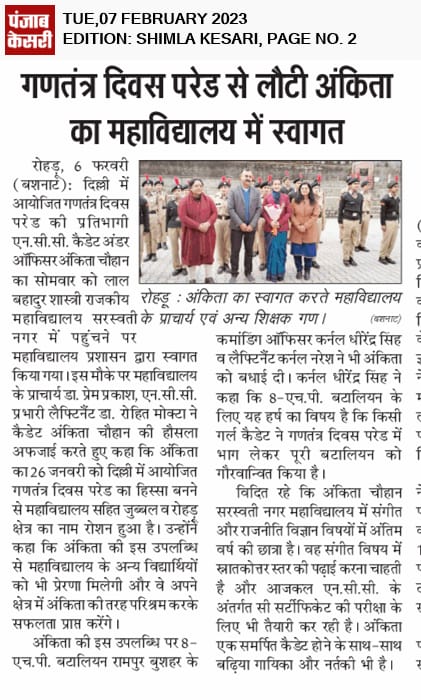 पंजाब
केसरी
TUE,07 FEBRUARY 2023
EDITION: SHIMLA KESARI, PAGE NO. 2
गणतंत्र दिवस परेड से लौटी अंकिता
का महाविद्यालय में स्वागत
रोहड़ू, 6 फरवरी
(बशनाट): दिल्ली में
आयोजित गणतंत्र दिवस
परेड की प्रतिभागी
एन.सी.सी. कैडेट अंडर
ऑफिसर अंकिता चौहान
का सोमवार को लाल
बहादुर शास्त्री राजकीय
महाविद्यालय सरस्वती
नगर में पहुंचने पर
महाविद्यालय प्रशासन द्वारा स्वागत
किया गया। इस मौके पर महाविद्यालय
के प्राचार्य डा. प्रेम प्रकाश, एन.सी.सी.
प्रभारी लैफ्टिनैंट डा. रोहित मोक्टा ने
कैडेट अंकिता चौहान की हौसला
अफजाई करते हुए कहा कि अंकिता
का 26 जनवरी को दिल्ली में आयोजित
गणतंत्र दिवस परेड का हिस्सा बनने
से महाविद्यालय सहित जुब्बल व रोहड़ू
क्षेत्र का नाम रोशन हुआ है। उन्होंने
कहा कि अंकिता की इस उपलब्धि
से महाविद्यालय के अन्य विद्यार्थियों
को भी प्रेरणा मिलेगी और वे अपने
क्षेत्र में अंकिता की तरह परिश्रम करके
सफलता प्राप्त करेंगे।
अंकिता की इस उपलब्धि पर 8-
एच.पी. बटालियन रामपुर बुशहर के
रोहड़ू : अंकिता का स्वागत करते महाविद्यालय
के प्राचार्य एवं अन्य शिक्षक गण।
(बशनाट)
कमांडिंग ऑफिसर कर्नल धीरेंद्र सिंह
व लैफ्टिनैंट कर्नल नरेश ने भी अंकिता
को बधाई दी। कर्नल धीरेंद्र सिंह ने
कहा कि 8-एच.पी. बटालियन के
लिए यह हर्ष का विषय है कि किसी
गर्ल कैडेट ने गणतंत्र दिवस परेड में
भाग लेकर पूरी बटालियन को
गौरवान्वित किया है।
विदित रहे कि अंकिता चौहान
सरस्वती नगर महाविद्यालय में संगीत
और राजनीति विज्ञान विषयों में अंतिम
वर्ष की छात्रा है। वह संगीत विषय में
स्नातकोत्तर स्तर की पढ़ाई करना चाहती
है और आजकल एन.सी.सी. के
अंतर्गत सी सर्टीफिकेट की परीक्षा के
लिए भी तैयारी कर रही है। अंकिता
एक समर्पित कैडेट होने के साथ-साथ
बढ़िया गायिका और नर्तकी भी है।